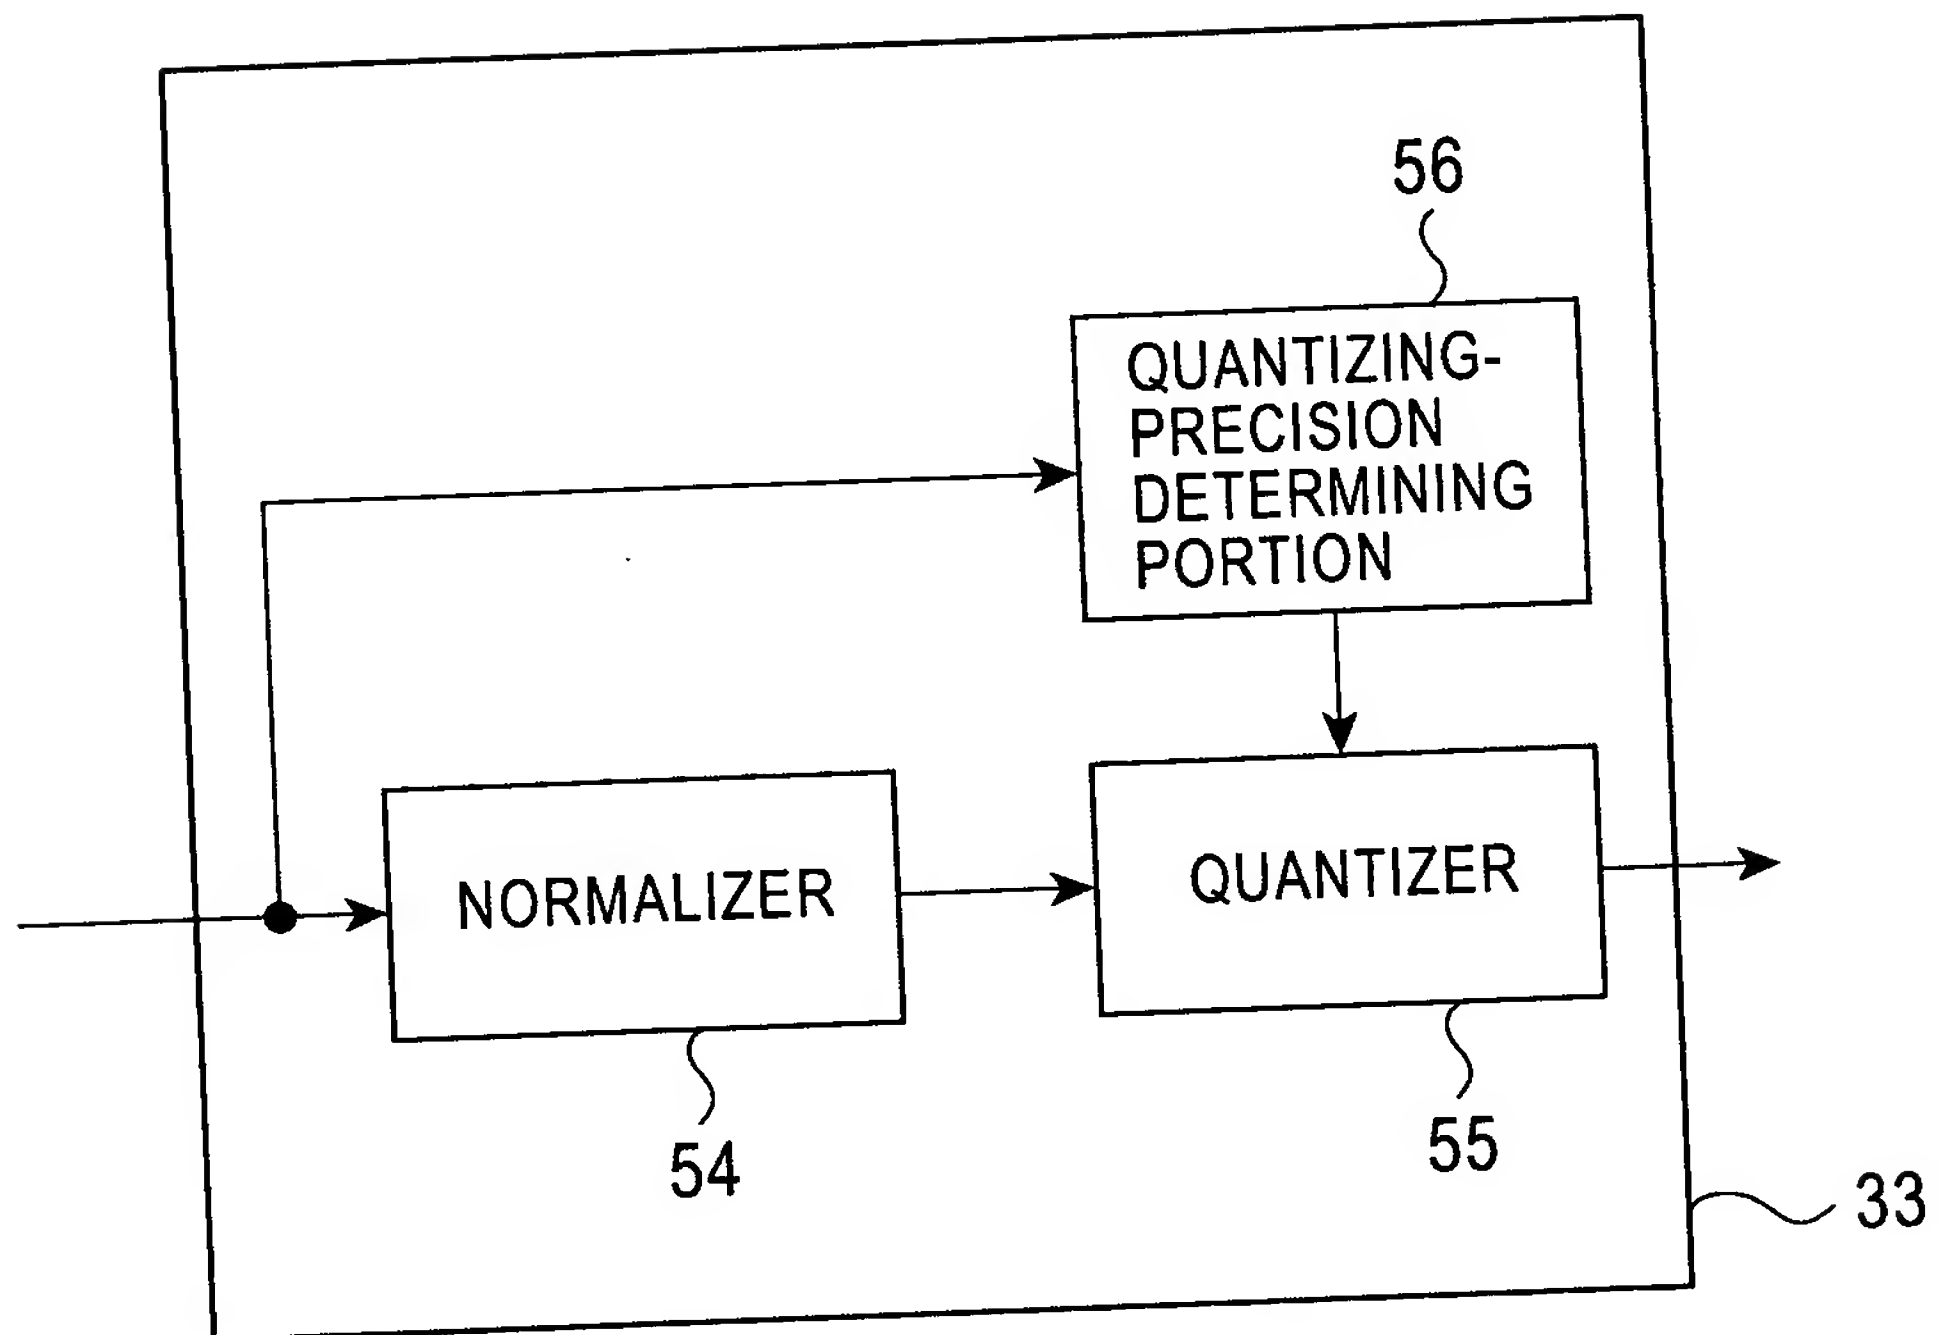 56
QUANTIZING-
PRECISION
DETERMINING
PORTION
NORMALIZER
QUANTIZER
54
55
33